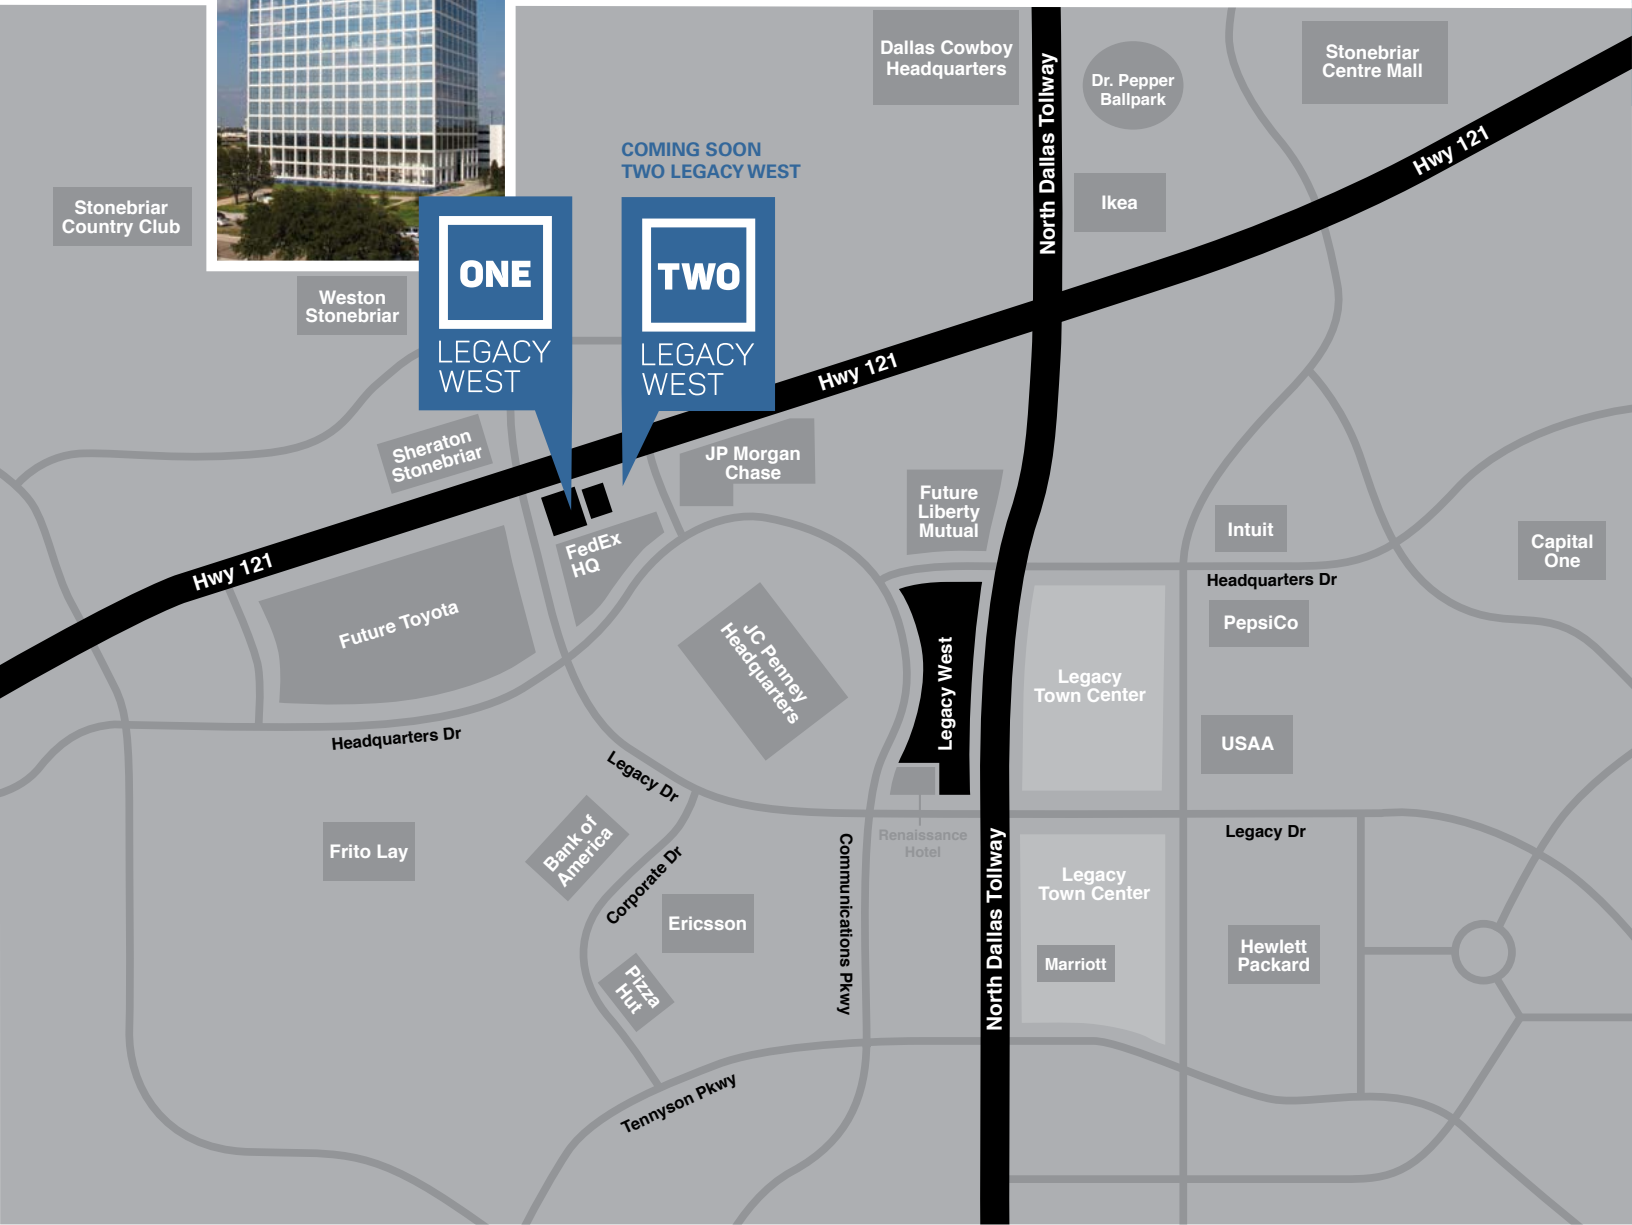 Dallas Cowboy
Headquarters
North Dallas Tollway
Dr. Pepper
Ballpark
Stonebriar
Centre Mall
Hwy 121
COMING SOON
TWO LEGACY WEST
Stonebriar
Country Club
Ikea
ONE
LEGACY
WEST
TWO
LEGACY
WEST
Weston
Stonebriar
Hwy 121
Sheraton
Stonebriar
JP Morgan
Chase
Future
Liberty
Mutual
Intuit
Capital
One
Hwy 121
FedEx
HQ
Headquarters Dr
Future Toyota
JC Penney
Headquarters
Legacy West
PepsiCo
Legacy
Town Center
Headquarters Dr
USAA
Legacy Dr
Renaissance
Hotel
Legacy Dr
Frito Lay
Bank of
America
Corporate Dr
Communications Pkwy
North Dallas Tollway
Legacy
Town Center
Ericsson
Hewlett
Packard
Marriott
Pizza
Hut
Tennyson Pkwy